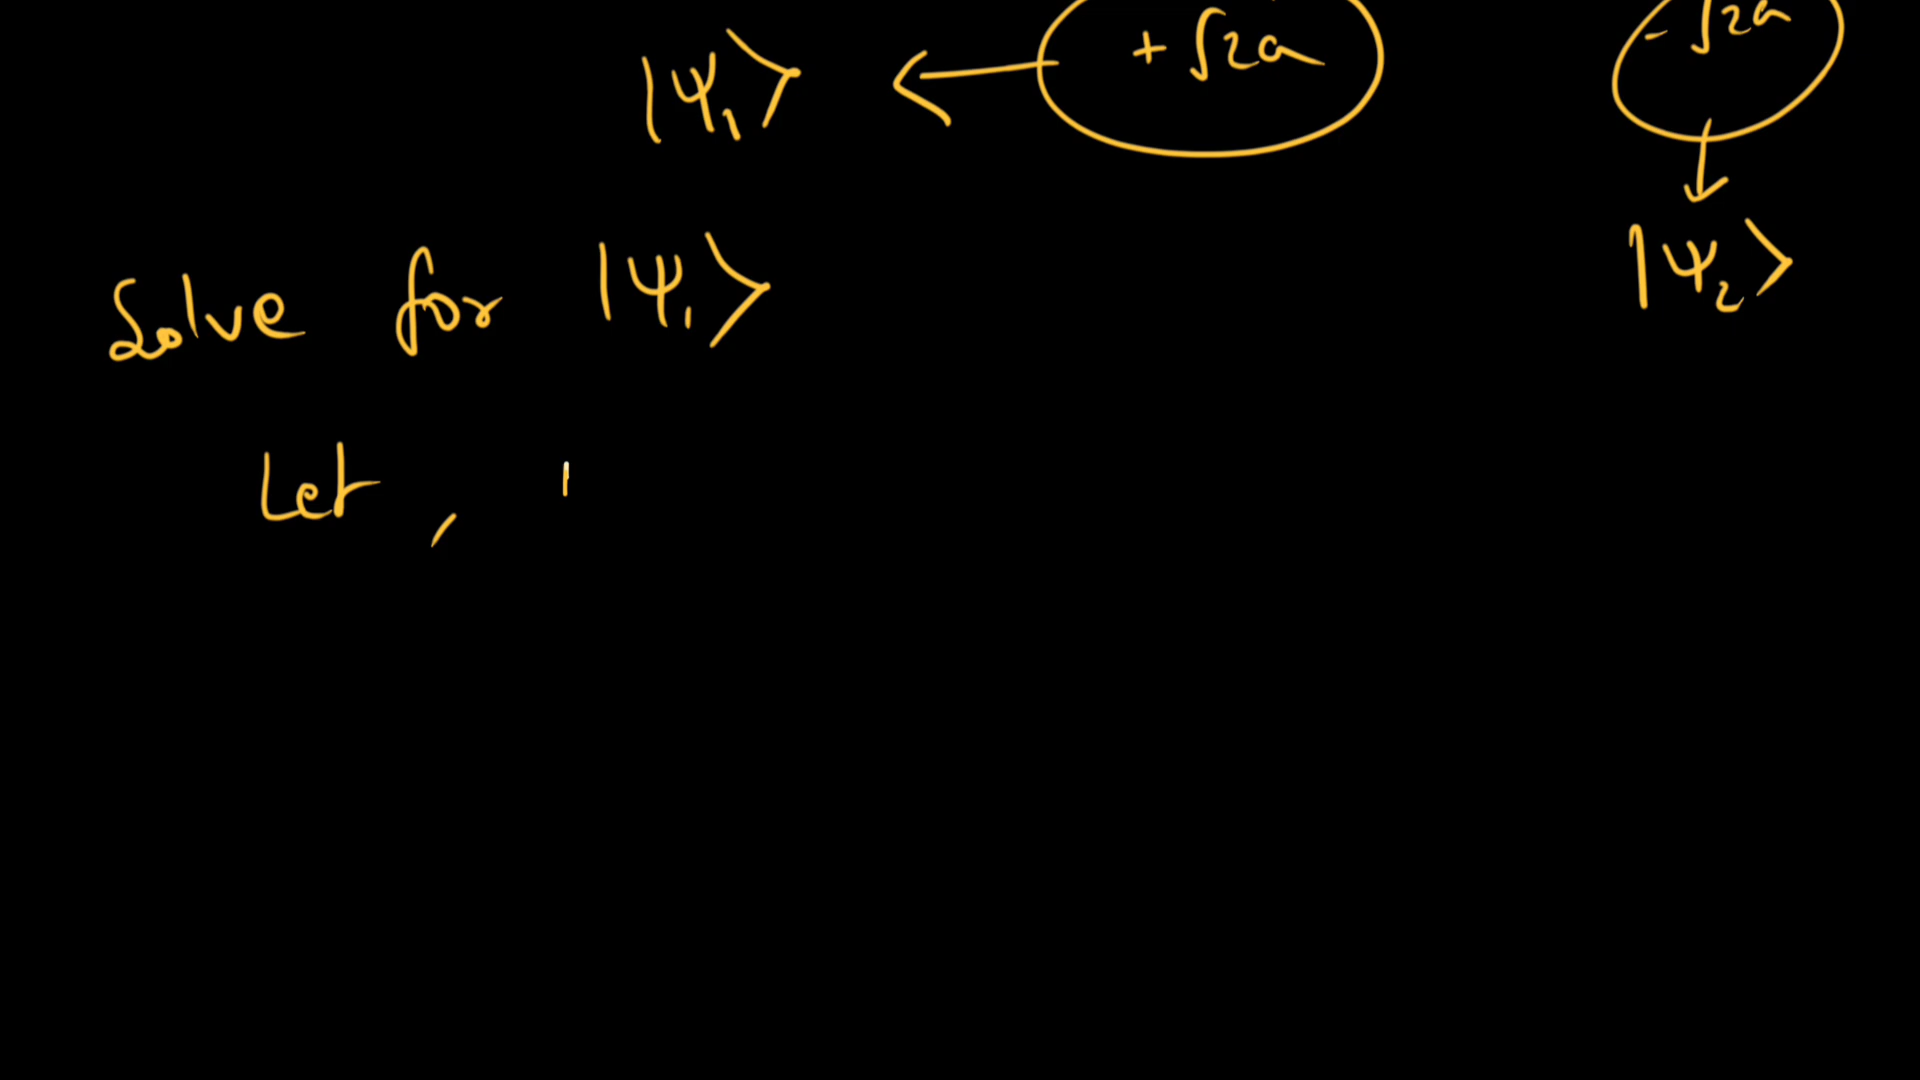 |ψ₁⟩ ← +√2a
-√2a
↓
|ψ₂⟩
Solve for |ψ₁⟩
Let, |